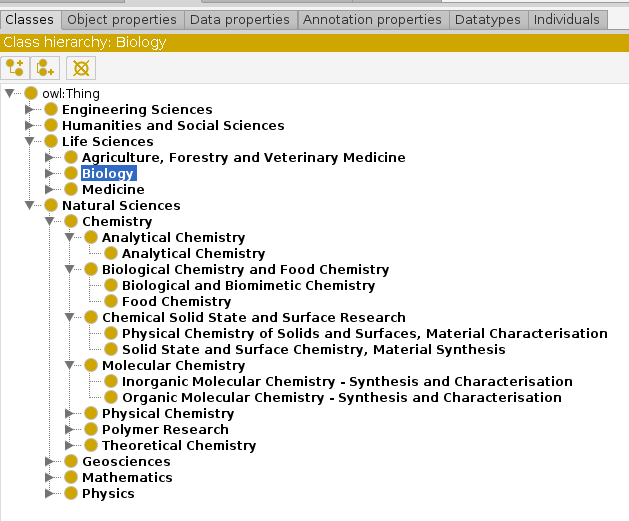 Classes Object properties Data properties Annotation properties Datatypes Individuals
Class hierarchy: Biology
owl:Thing
Engineering Sciences
Humanities and Social Sciences
Life Sciences
Agriculture, Forestry and Veterinary Medicine
Biology
Medicine
Natural Sciences
Chemistry
Analytical Chemistry
Analytical Chemistry
Biological Chemistry and Food Chemistry
Biological and Biomimetic Chemistry
Food Chemistry
Chemical Solid State and Surface Research
Physical Chemistry of Solids and Surfaces, Material Characterisation
Solid State and Surface Chemistry, Material Synthesis
Molecular Chemistry
Inorganic Molecular Chemistry - Synthesis and Characterisation
Organic Molecular Chemistry - Synthesis and Characterisation
Physical Chemistry
Polymer Research
Theoretical Chemistry
Geosciences
Mathematics
Physics